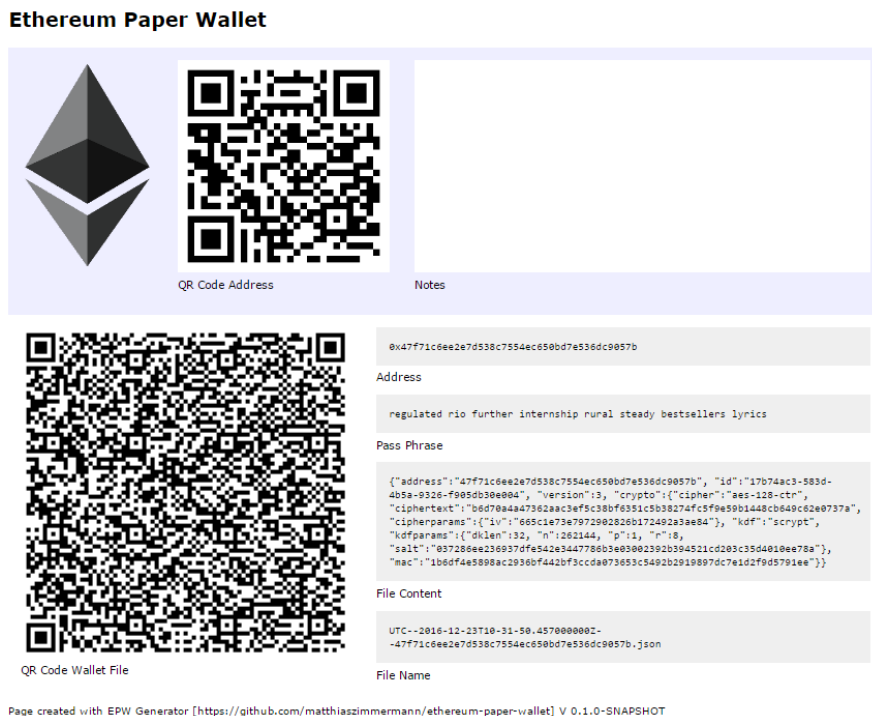 Ethereum Paper Wallet
QR Code Address
Notes
0x47f71c6ee2e7d538c7554ec650bd7e536dc9057b
Address
regulated rio further internship rural steady bestsellers lyrics
Pass Phrase
{"address":"47f71c6ee2e7d538c7554ec650bd7e536dc9057b", "id":"17b74ac3-583d-
4b5a-9326-f905db30e004", "version":3, "crypto":{"cipher":"aes-128-ctr",
"ciphertext":"b6d70a4a47362aac3ef5c38bf6351c5b38274fc5f9e59b1448cb649c62e0737a",
"cipherparams":{"iv":"665c1e73e7972902826b172492a3ae84"}, "kdf":"scrypt",
"kdfparams":{"dklen":32, "n":262144, "p":1, "r":8,
"salt":"037286ee236937dfe542e3447786b3e03002392b394521cd203c35d4010ee78a"},
"mac":"1b6df4e5898ac2936bf442bf3ccda073653c5492b2919897dc7e1d2f9d5791ee"}}
File Content
UTC--2016-12-23T10-31-50.457000000Z-
-47f71c6ee2e7d538c7554ec650bd7e536dc9057b.json
QR Code Wallet File
File Name
Page created with EPW Generator [https://github.com/matthiaszimmermann/ethereum-paper-wallet] V 0.1.0-SNAPSHOT